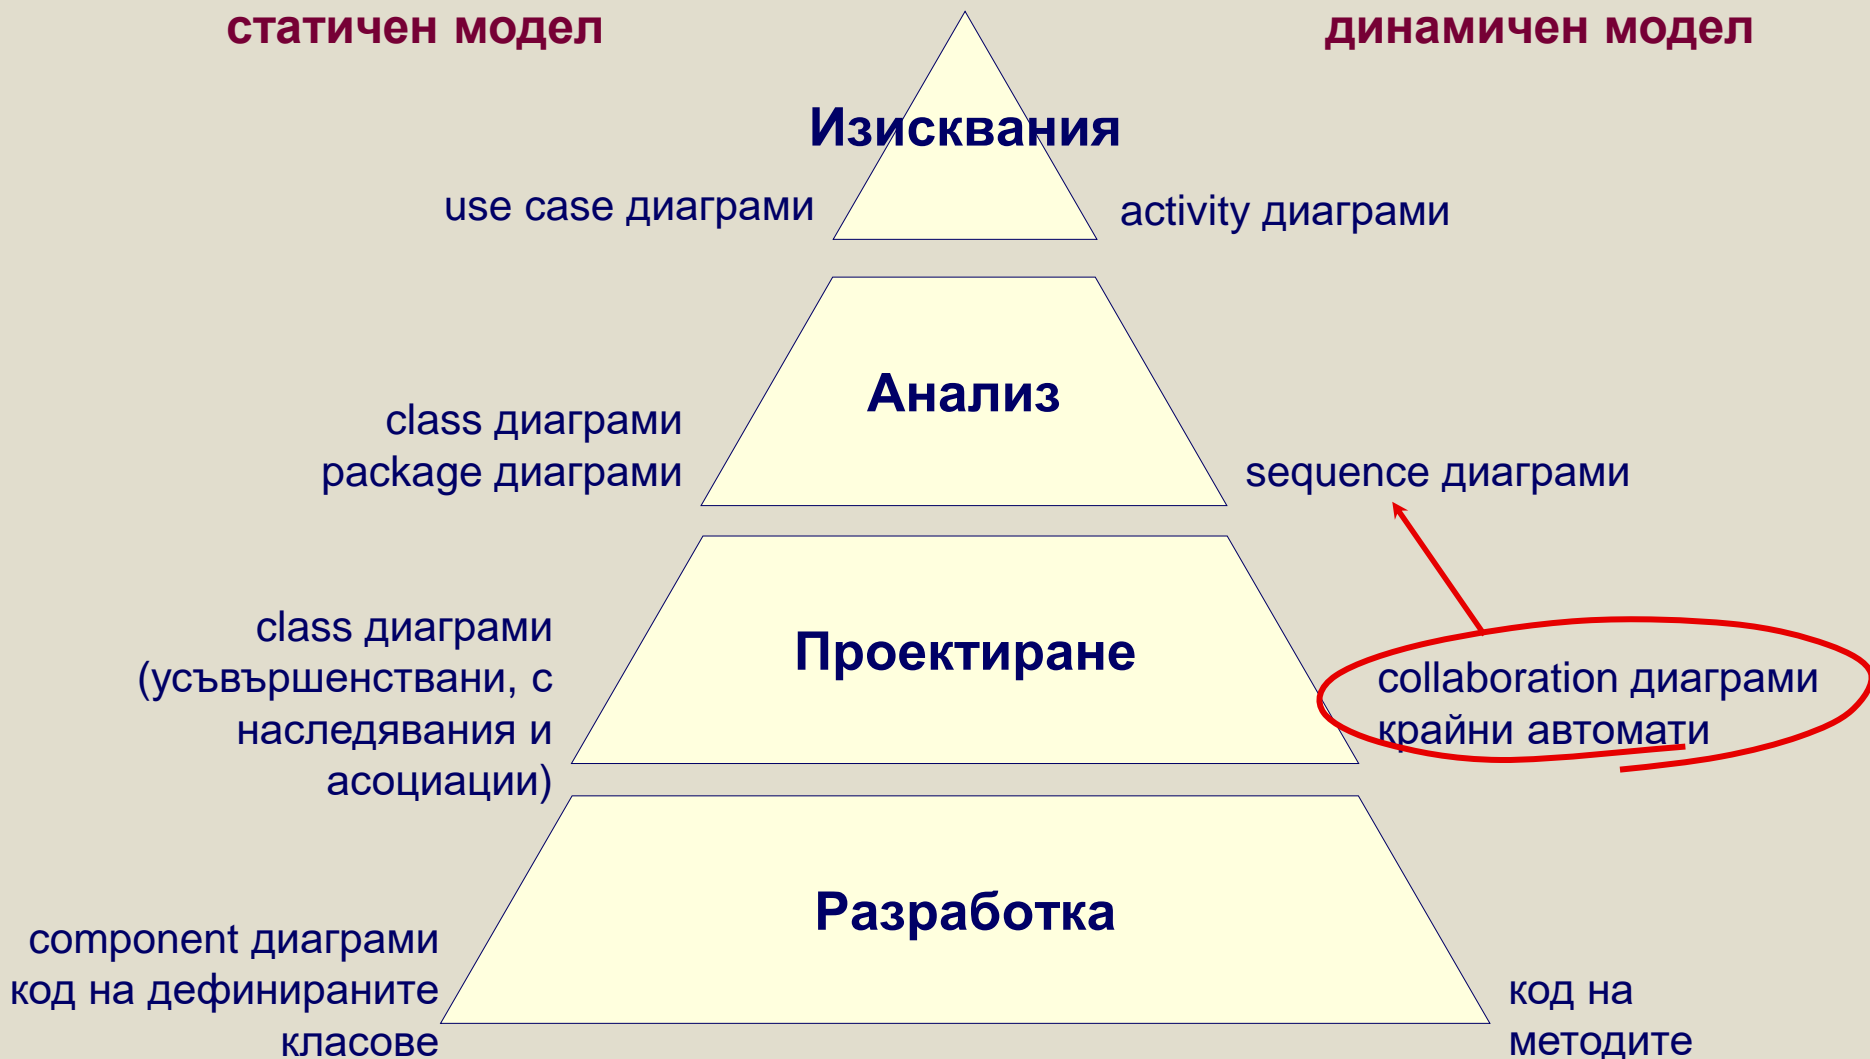 статичен модел
динамичен модел
Изисквания
use case диаграми
activity диаграми
Анализ
class диаграми
package диаграми
sequence диаграми
Проектиране
class диаграми
(усъвършенствани, с
наследявания и
асоциации)
collaboration диаграми
крайни автомати
Разработка
component диаграми
код на дефинираните
класове
код на
методите